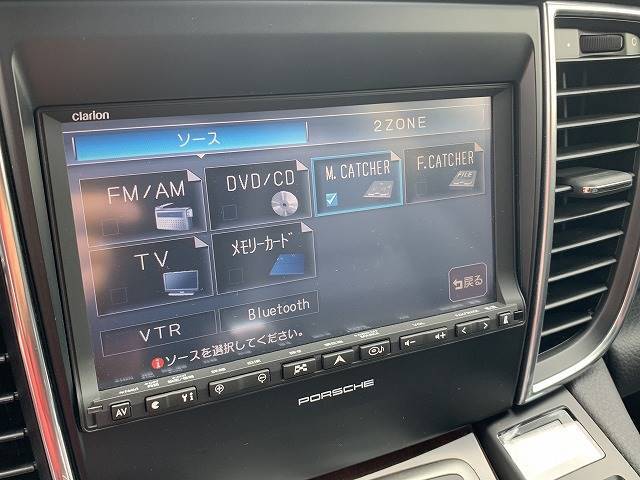 clarion
ソース
2ZONE
FM/AM
DVD/CD
M.CATCHER
F.CATCHER
FILE
TV
メモリーカード
戻る
VTR
Bluetooth
ソースを選択してください。
AV
PORSCHE